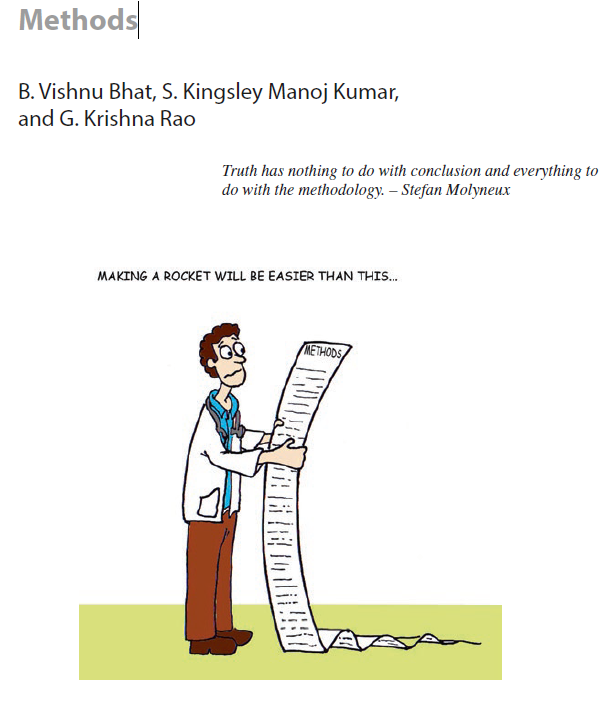 Methods
B. Vishnu Bhat, S. Kingsley Manoj Kumar,
and G. Krishna Rao
Truth has nothing to do with conclusion and everything to
do with the methodology. – Stefan Molyneux
MAKING A ROCKET WILL BE EASIER THAN THIS...
METHODS